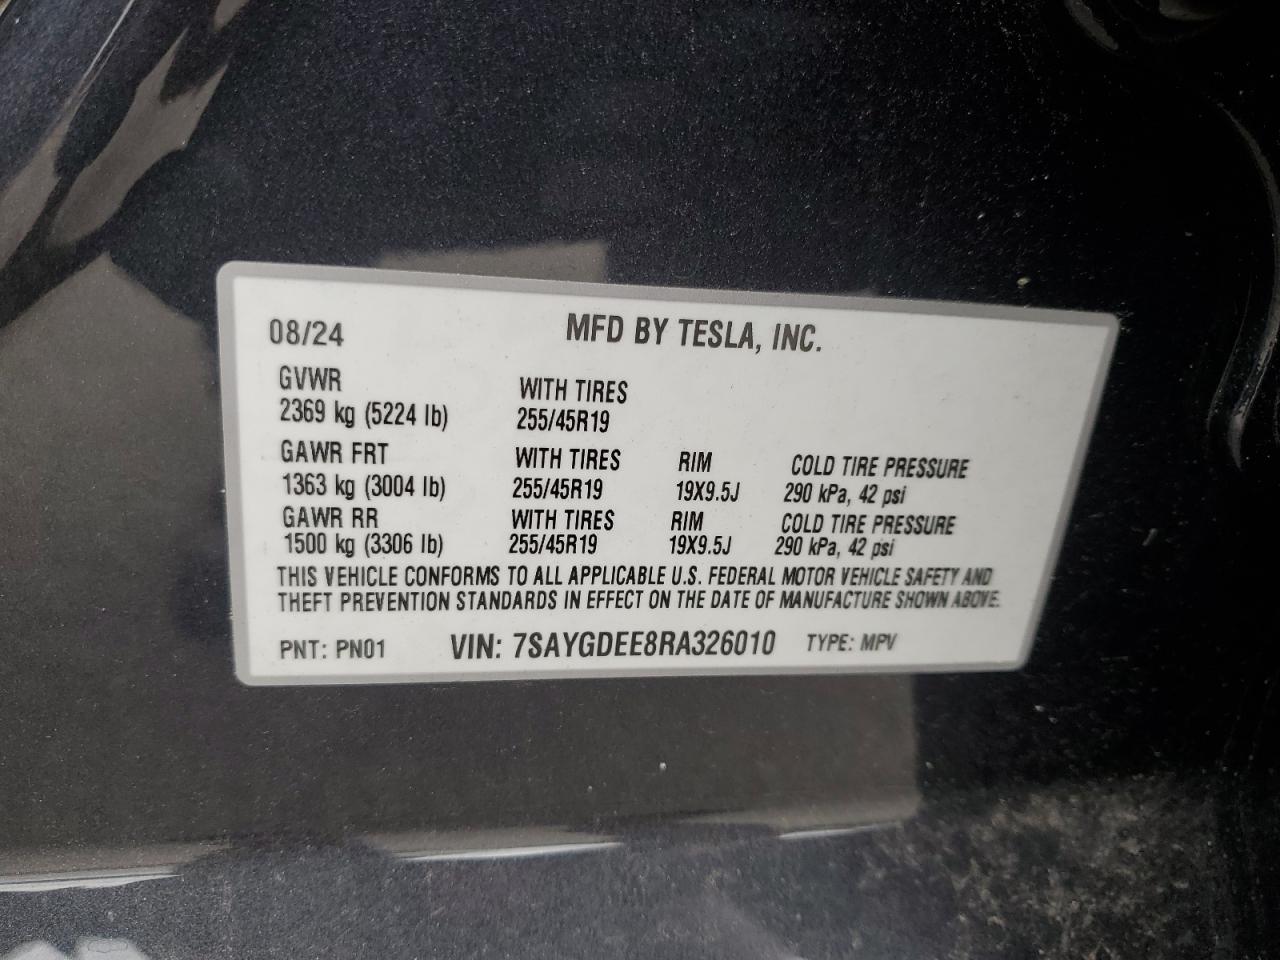 08/24 MFD BY TESLA, INC.
GVWR WITH TIRES
2369 kg (5224 lb) 255/45R19
GAWR FRT WITH TIRES RIM COLD TIRE PRESSURE
1363 kg (3004 lb) 255/45R19 19X9.5J 290 kPa, 42 psi
GAWR RR WITH TIRES RIM COLD TIRE PRESSURE
1500 kg (3306 lb) 255/45R19 19X9.5J 290 kPa, 42 psi
THIS VEHICLE CONFORMS TO ALL APPLICABLE U.S. FEDERAL MOTOR VEHICLE SAFETY AND
THEFT PREVENTION STANDARDS IN EFFECT ON THE DATE OF MANUFACTURE SHOWN ABOVE.
PNT: PN01 VIN: 7SAYGDEE8RA326010 TYPE: MPV